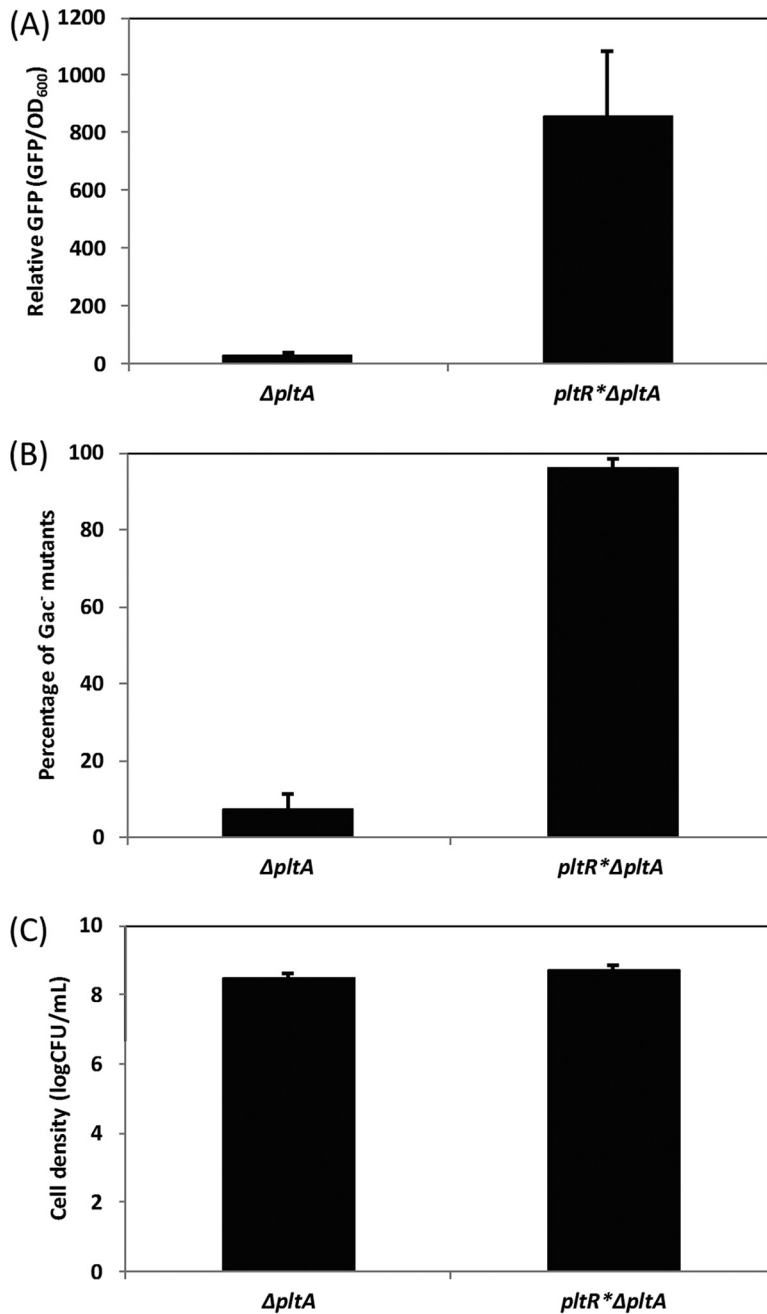 (A)
Relative GFP (GFP/OD600)
1200
1000
800
600
400
200
0
ΔpltA
pltR*ΔpltA
(B)
Percentage of Gac- mutants
100
80
60
40
20
0
ΔpltA
pltR*ΔpltA
(C)
Cell density (logCFU/mL)
10
8
6
4
2
0
ΔpltA
pltR*ΔpltA